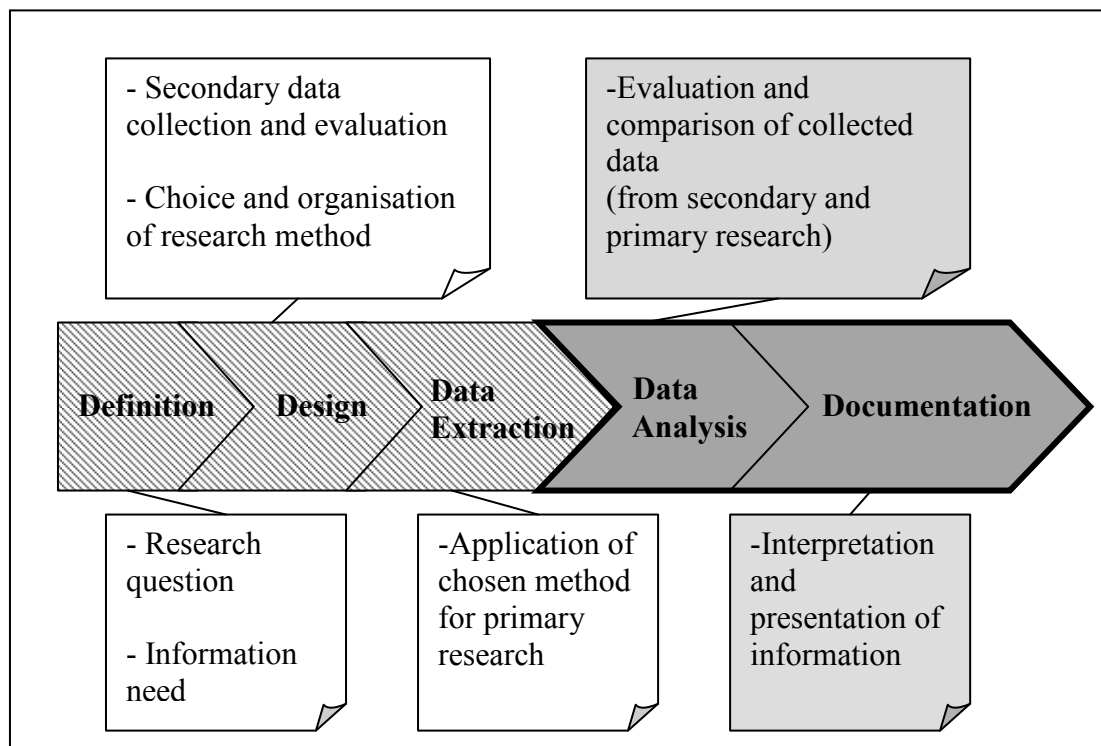 - Secondary data
collection and evaluation
- Choice and organisation
of research method
-Evaluation and
comparison of collected
data
(from secondary and
primary research)
Definition
Design
Data
Extraction
Data
Analysis
Documentation
- Research
question
- Information
need
-Application of
chosen method
for primary
research
-Interpretation
and
presentation of
information